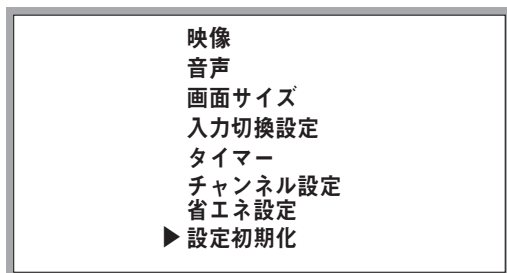 映像
音声
画面サイズ
入力切換設定
タイマー
チャンネル設定
省エネ設定
▶設定初期化